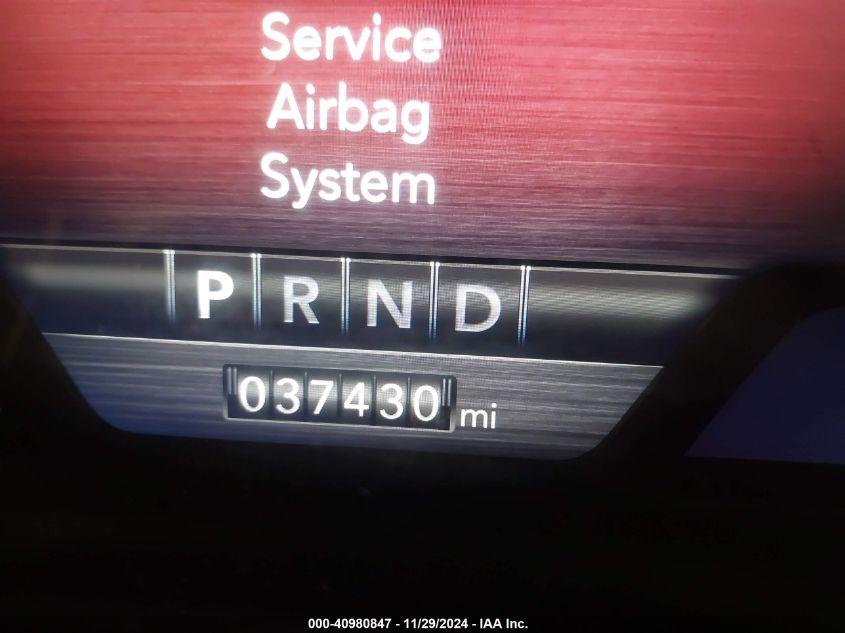 Service
Airbag
System
P R N D
037430 mi
000-40980847 - 11/29/2024 - IAA Inc.